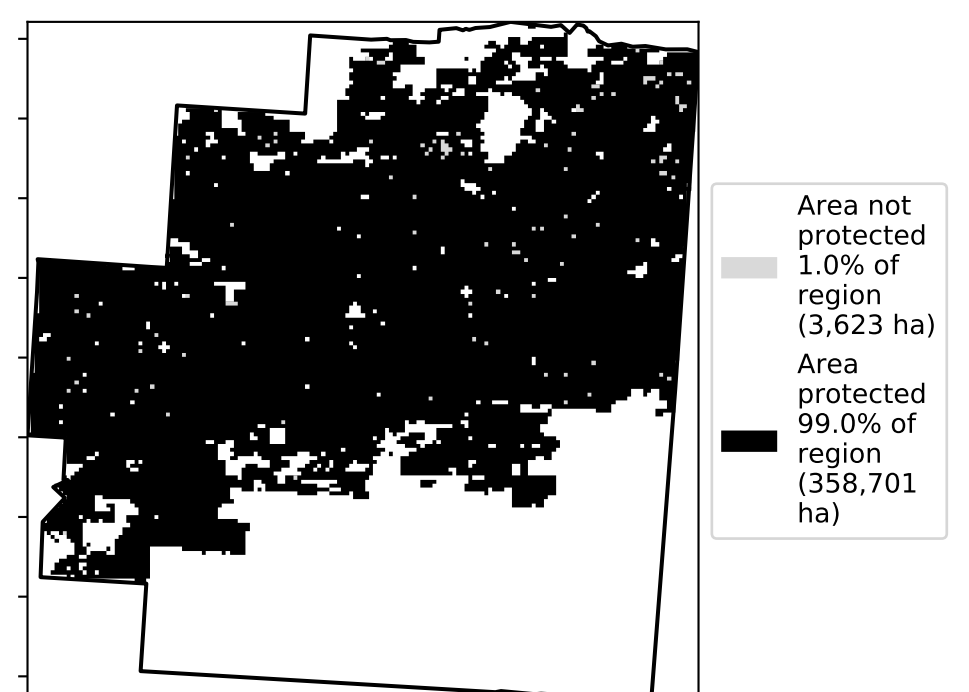 Area not
protected
1.0% of
region
(3,623 ha)
Area
protected
99.0% of
region
(358,701
ha)